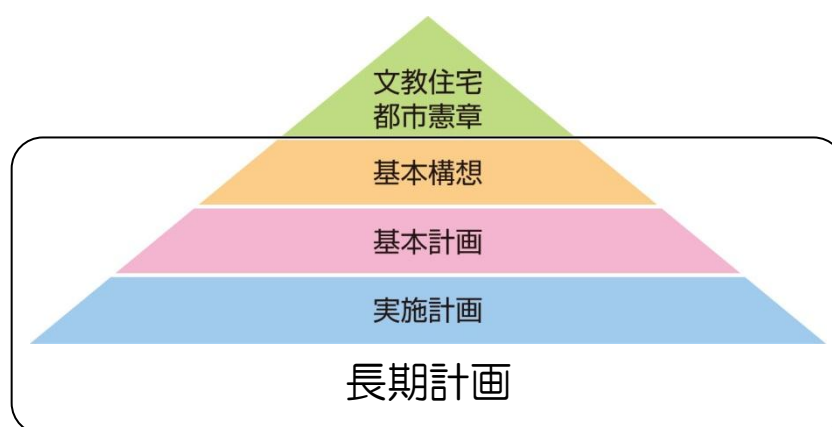 文教住宅
都市憲章
基本構想
基本計画
実施計画
長期計画